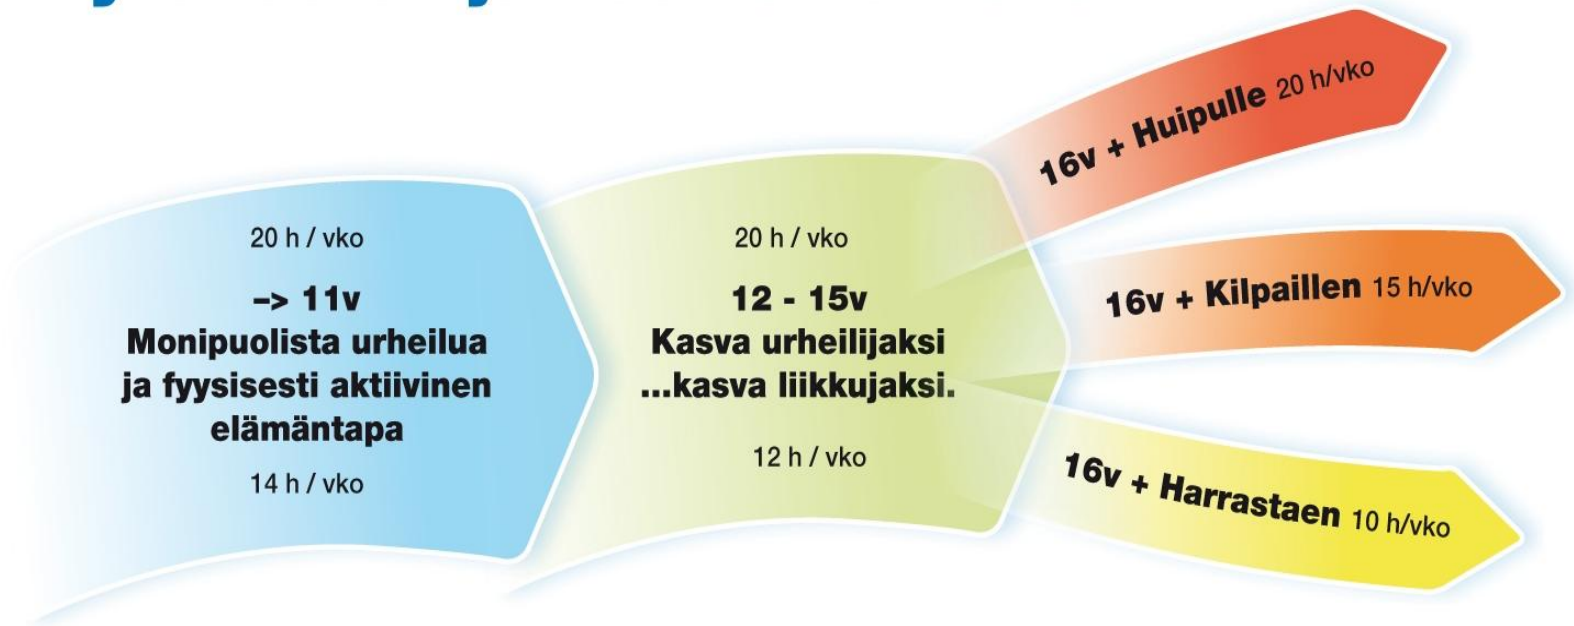 20 h / vko
–> 11v
Monipuolista urheilua
ja fyysisesti aktiivinen
elämäntapa
14 h / vko
20 h / vko
12 - 15v
Kasva urheilijaksi
...kasva liikkujaksi.
12 h / vko
16v + Huipulle 20 h/vko
16v + Kilpaillen 15 h/vko
16v + Harrastaen 10 h/vko